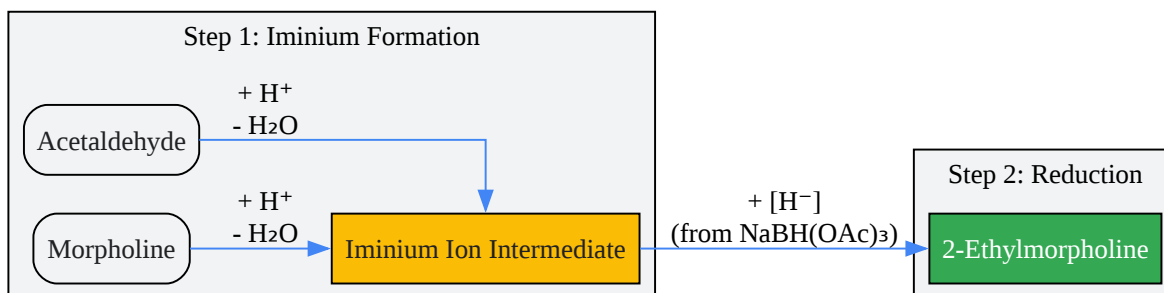 Step 1: Iminium Formation
+ H⁺
- H₂O
Acetaldehyde
+ H⁺
- H₂O
Morpholine
Iminium Ion Intermediate
+ [H⁻]
(from NaBH(OAc)₃)
Step 2: Reduction
2-Ethylmorpholine